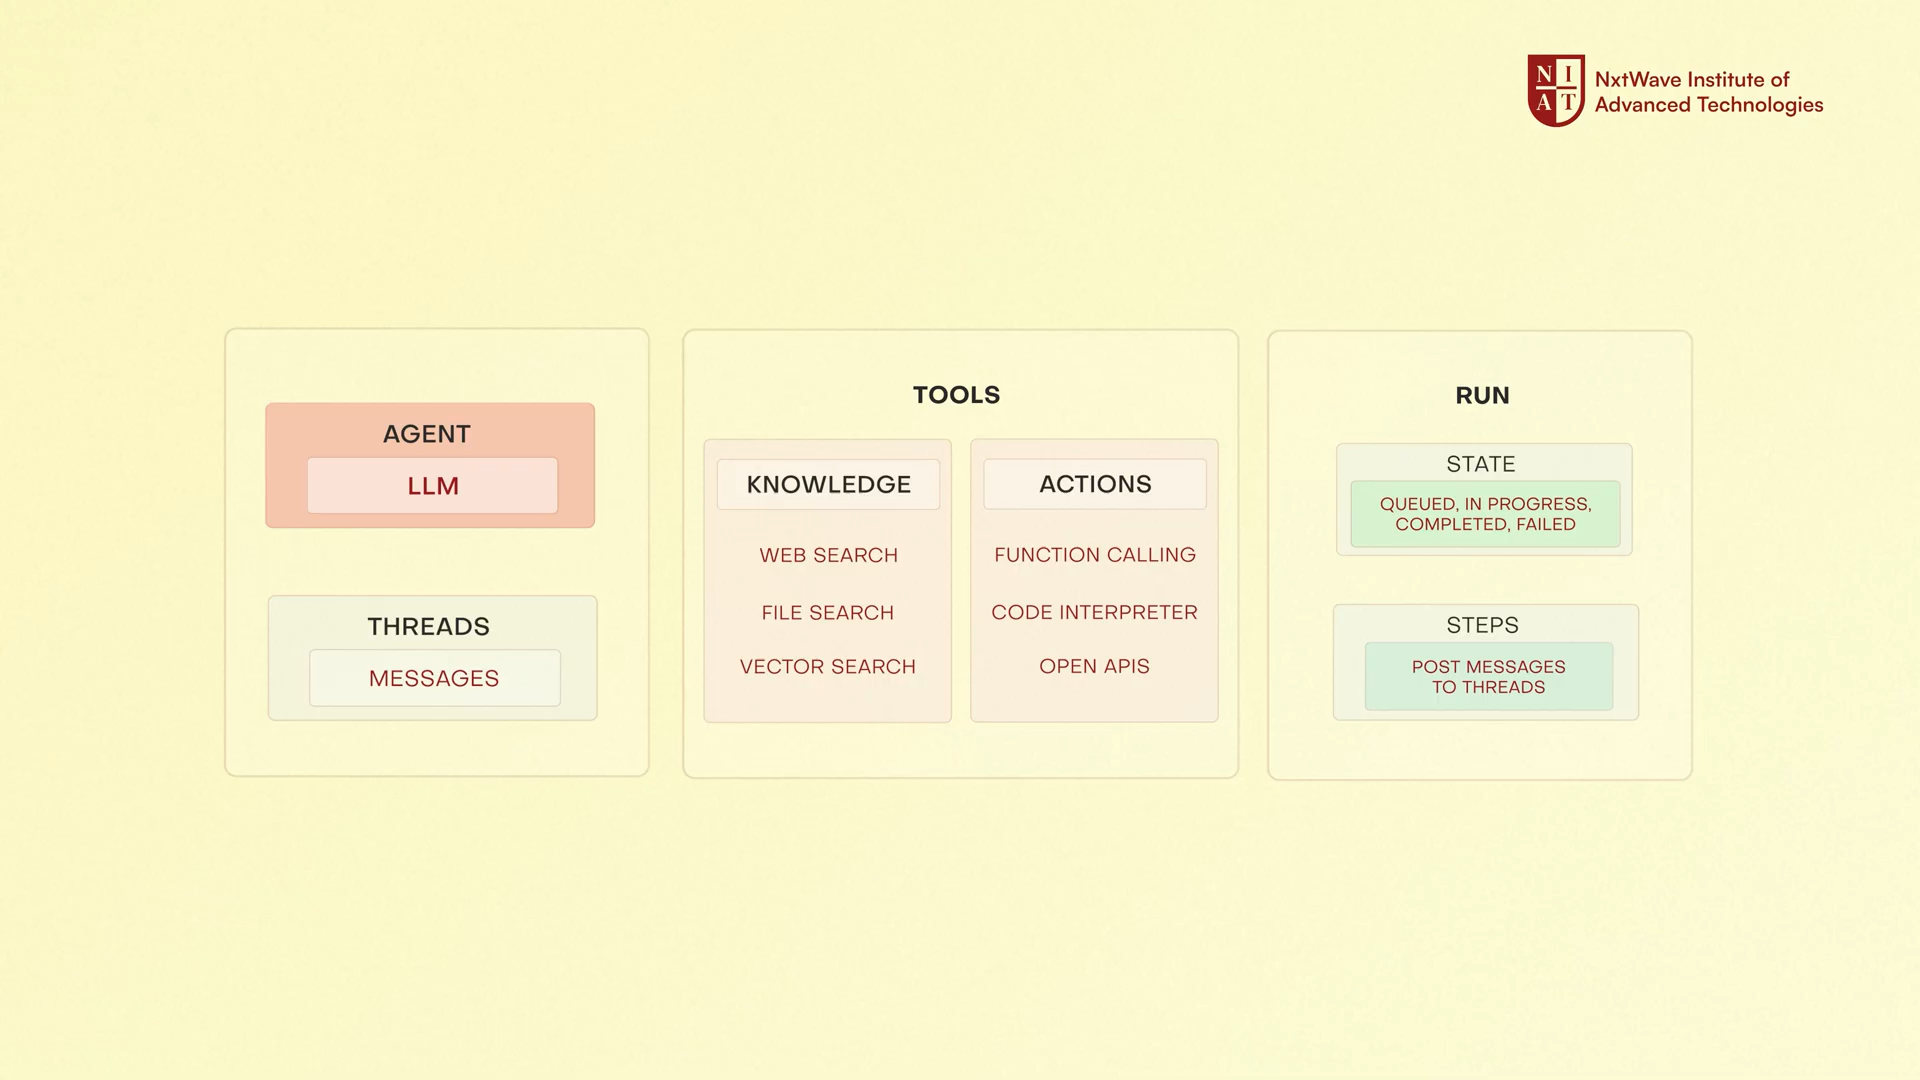 N I
A T
NxtWave Institute of
Advanced Technologies
AGENT
LLM
THREADS
MESSAGES
TOOLS
KNOWLEDGE
WEB SEARCH
FILE SEARCH
VECTOR SEARCH
ACTIONS
FUNCTION CALLING
CODE INTERPRETER
OPEN APIS
RUN
STATE
QUEUED, IN PROGRESS,
COMPLETED, FAILED
STEPS
POST MESSAGES
TO THREADS